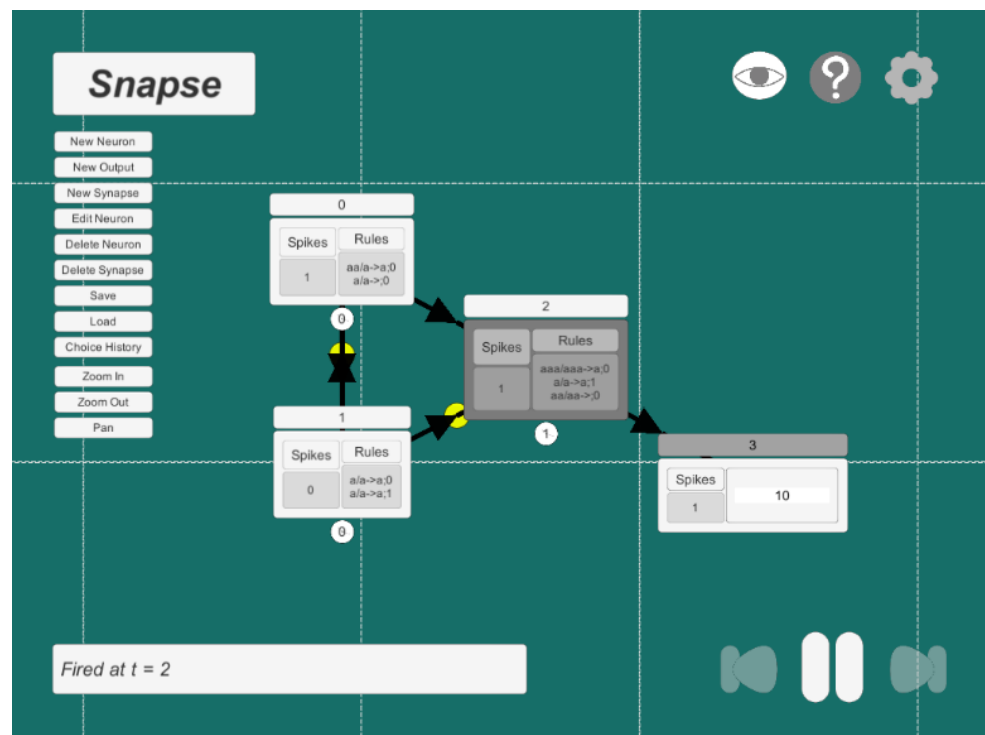 Snapse
New Neuron
New Output
New Synapse
Edit Neuron
Delete Neuron
Delete Synapse
Save
Load
Choice History
Zoom In
Zoom Out
Pan
?
0
Spikes
Rules
1
aa/a->a;0
a/a->;0
0
1
Spikes
Rules
0
a/a->a;0
a/a->a;1
0
2
Spikes
Rules
1
aaa/aaa->a;0
a/a->a;1
aa/aa->;0
1
3
Spikes
1
10
Fired at t = 2